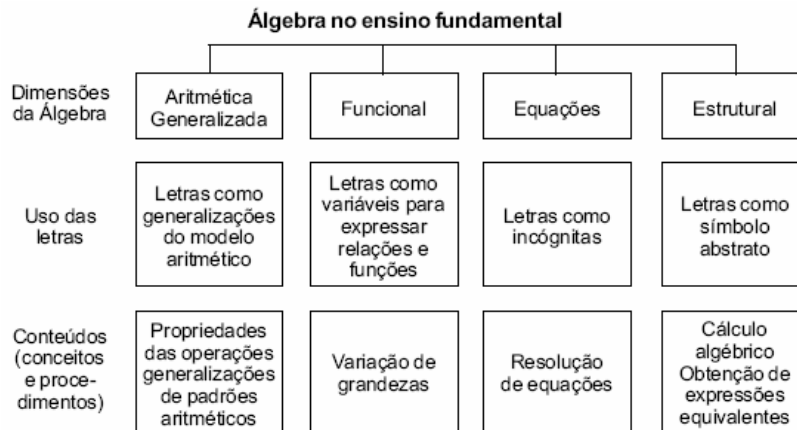 Álgebra no ensino fundamental
Dimensões
da Álgebra
Aritmética
Generalizada
Funcional
Equações
Estrutural
Uso das
letras
Letras como
generalizações
do modelo
aritmético
Letras como
variáveis para
expressar
relações e
funções
Letras como
incógnitas
Letras como
símbolo
abstrato
Conteúdos
(conceitos
e proce-
dimentos)
Propriedades
das operações
generalizações
de padrões
aritméticos
Variação de
grandezas
Resolução
de equações
Cálculo
algébrico
Obtenção de
expressões
equivalentes